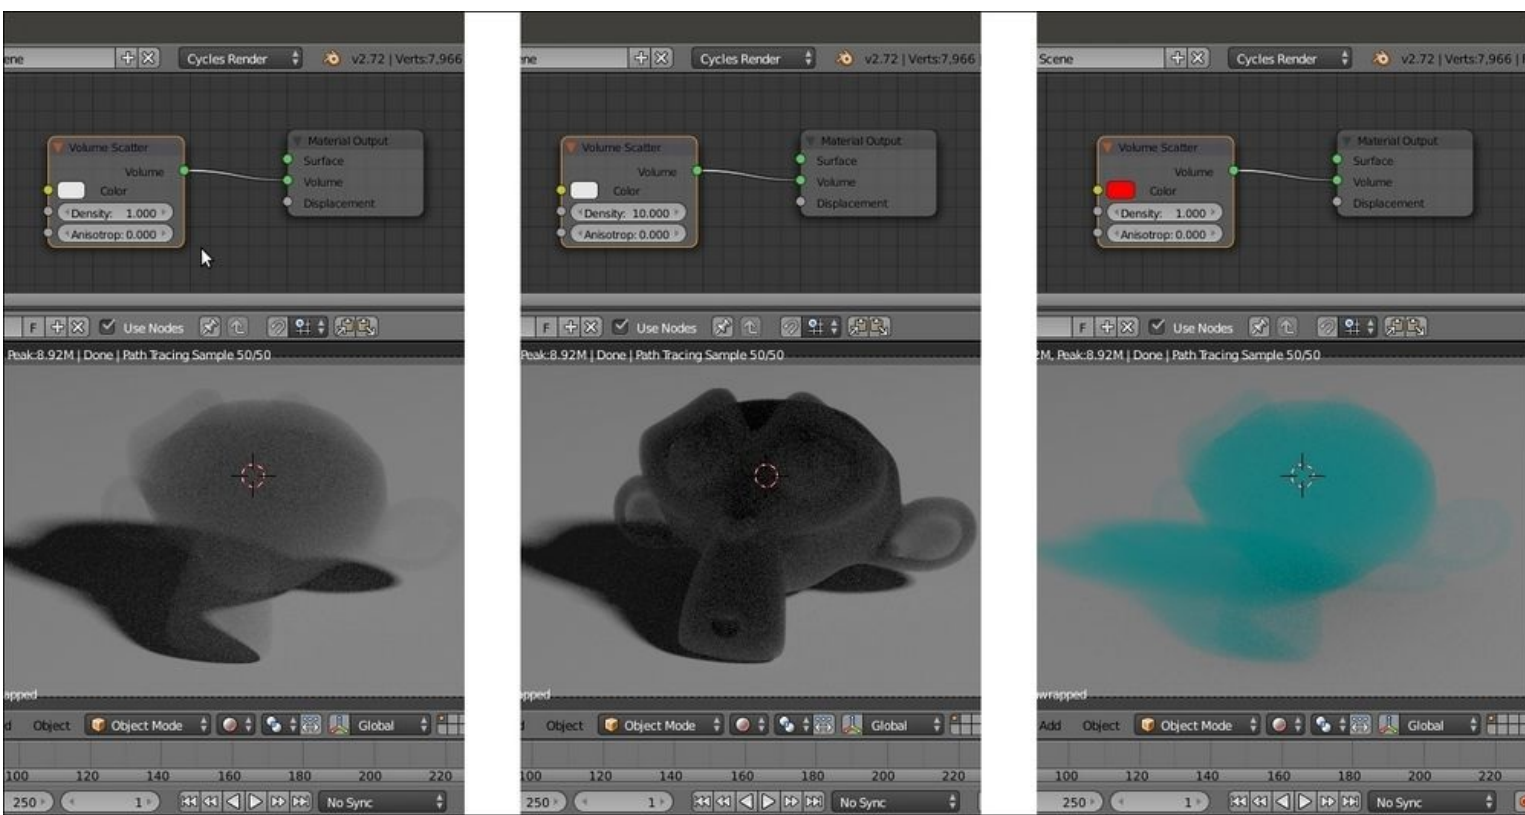 ene Cycles Render v2.72 | Verts:7,966
Volume Scatter
Volume
Color
Density: 1.000
Anisotrop: 0.000
Material Output
Surface
Volume
Displacement
F Use Nodes
Peak:8.92M | Done | Path Tracing Sample 50/50
apped
d Object Object Mode Global
100 120 140 160 180 200 220
250 1 No Sync
ne Cycles Render v2.72 | Verts:7,966
Volume Scatter
Volume
Color
Density: 10.000
Anisotrop: 0.000
Material Output
Surface
Volume
Displacement
F Use Nodes
Peak:8.92M | Done | Path Tracing Sample 50/50
pped
Object Object Mode Global
100 120 140 160 180 200 220
250 1 No Sync
Scene Cycles Render v2.72 | Verts:7,966 |
Volume Scatter
Volume
Color
Density: 1.000
Anisotrop: 0.000
Material Output
Surface
Volume
Displacement
F Use Nodes
2M, Peak:8.92M | Done | Path Tracing Sample 50/50
wrapped
Add Object Object Mode Global
100 120 140 160 180 200 220
250 1 No Sync